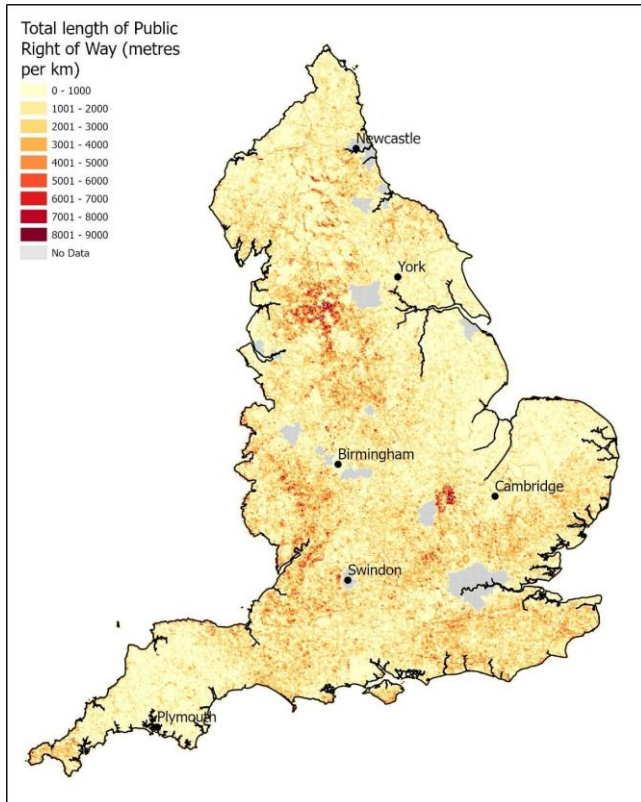 Total length of Public
Right of Way (metres
per km)
0 - 1000
1001 - 2000
2001 - 3000
3001 - 4000
4001 - 5000
5001 - 6000
6001 - 7000
7001 - 8000
8001 - 9000
No Data
Newcastle
York
Birmingham
Cambridge
Swindon
Plymouth